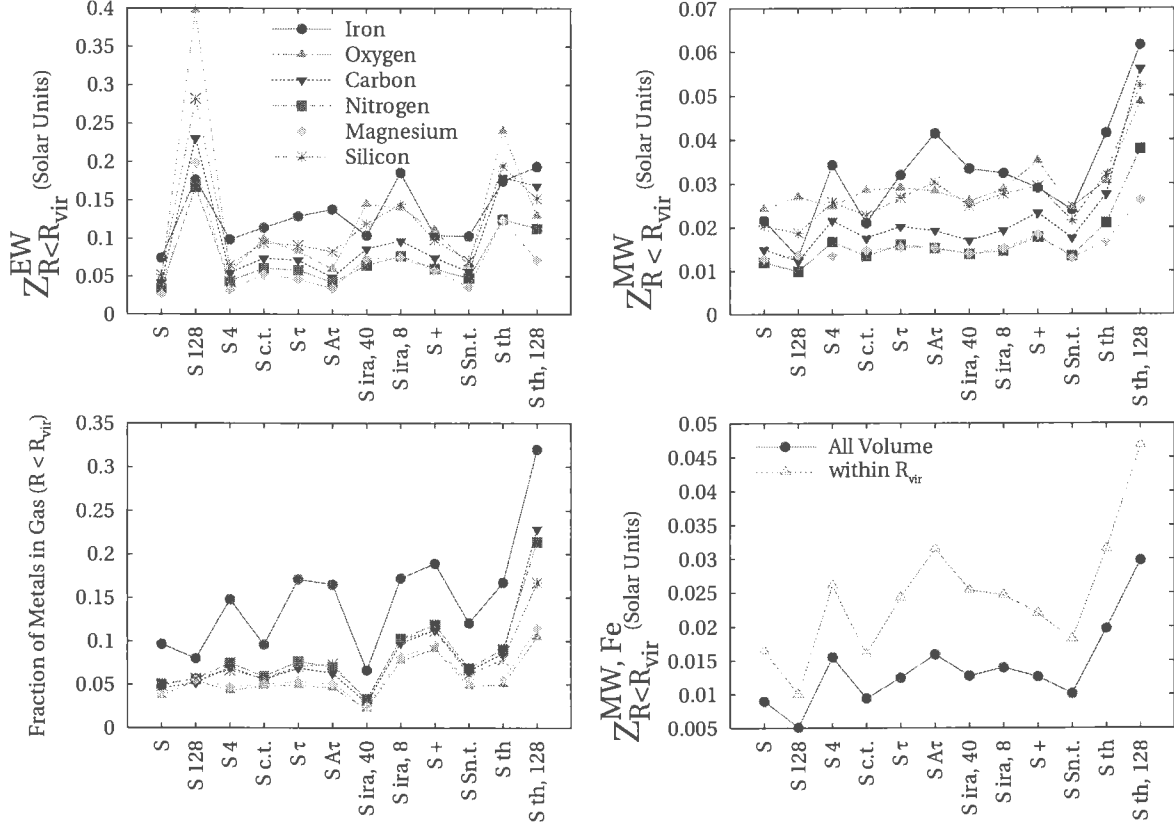 0.4
0.35
0.3
0.25
0.2
0.15
0.1
0.05
0
Z^EW_R<R_vir (Solar Units)
Iron
Oxygen
Carbon
Nitrogen
Magnesium
Silicon
S
S 128
S 4
S c.t.
S τ
S Aτ
S ira, 40
S ira, 8
S +
S Sn.t.
S th
S th, 128
0.07
0.06
0.05
0.04
0.03
0.02
0.01
0
Z^MW_R < R_vir (Solar Units)
S
S 128
S 4
S c.t.
S τ
S Aτ
S ira, 40
S ira, 8
S +
S Sn.t.
S th
S th, 128
0.35
0.3
0.25
0.2
0.15
0.1
0.05
0
Fraction of Metals in Gas (R < R_vir)
S
S 128
S 4
S c.t.
S τ
S Aτ
S ira, 40
S ira, 8
S +
S Sn.t.
S th
S th, 128
0.05
0.045
0.04
0.035
0.03
0.025
0.02
0.015
0.01
0.005
Z^MW, Fe_R<R_vir (Solar Units)
All Volume
within R_vir
S
S 128
S 4
S c.t.
S τ
S Aτ
S ira, 40
S ira, 8
S +
S Sn.t.
S th
S th, 128